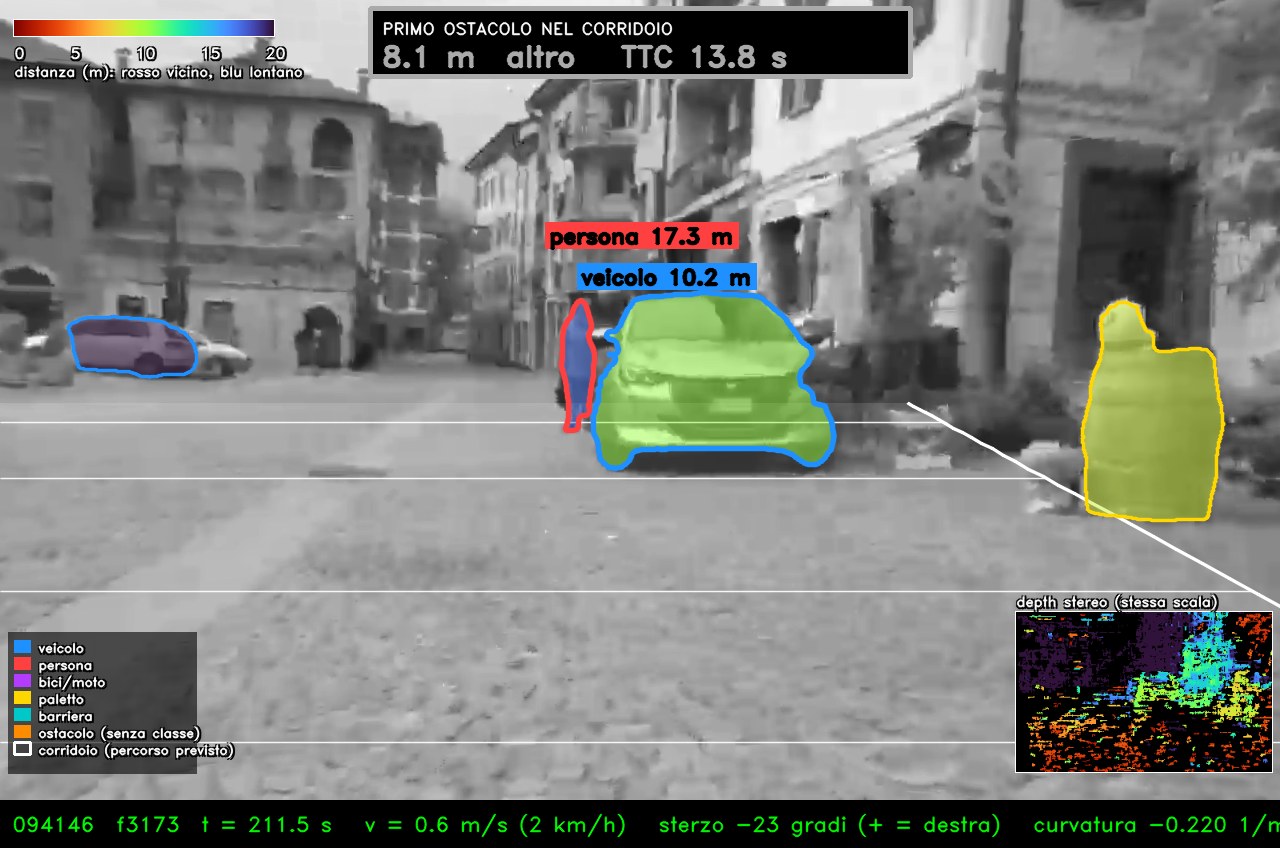 0 5 10 15 20
distanza (m): rosso vicino, blu lontano
PRIMO OSTACOLO NEL CORRIDOIO
8.1 m altro TTC 13.8 s
persona 17.3 m
veicolo 10.2 m
depth stereo (stessa scala)
veicolo
persona
bici/moto
paletto
barriera
ostacolo (senza classe)
corridoio (percorso previsto)
094146 f3173 t = 211.5 s v = 0.6 m/s (2 km/h) sterzo -23 gradi (+ = destra) curvatura -0.220 1/m